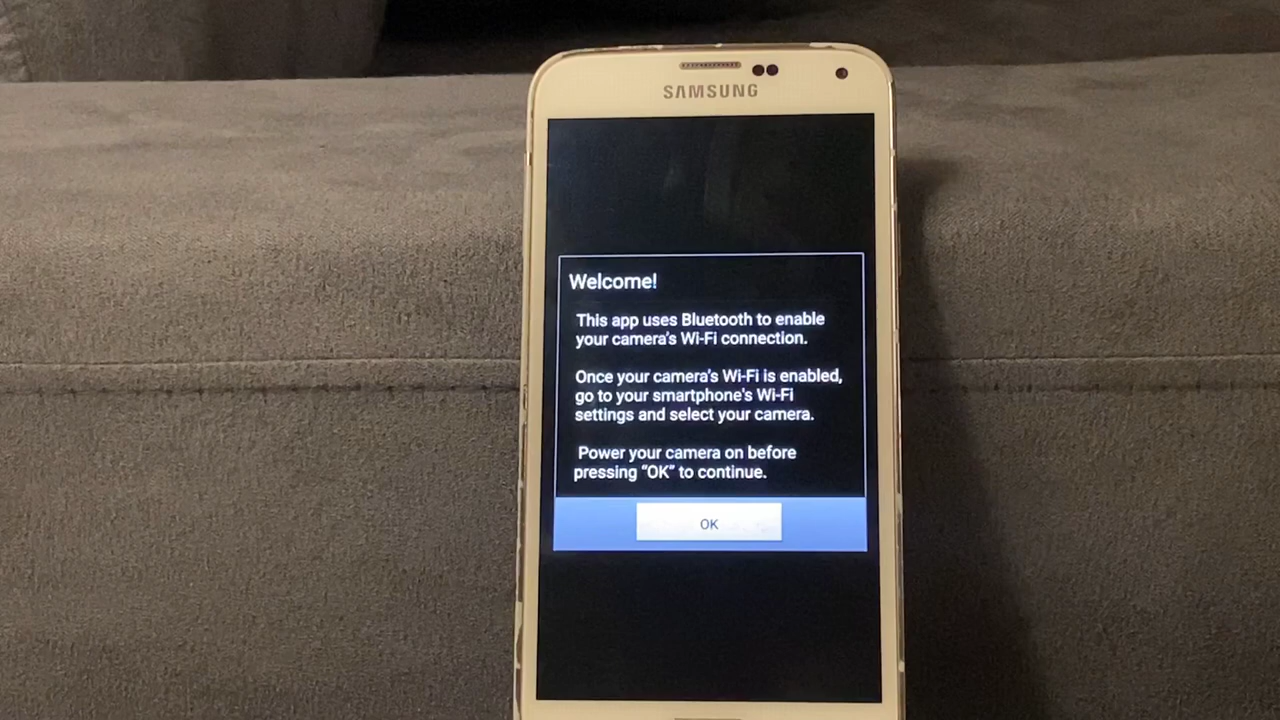 SAMSUNG
Welcome!
This app uses Bluetooth to enable
your camera's Wi-Fi connection.
Once your camera's Wi-Fi is enabled,
go to your smartphone's Wi-Fi
settings and select your camera.
Power your camera on before
pressing “OK” to continue.
OK